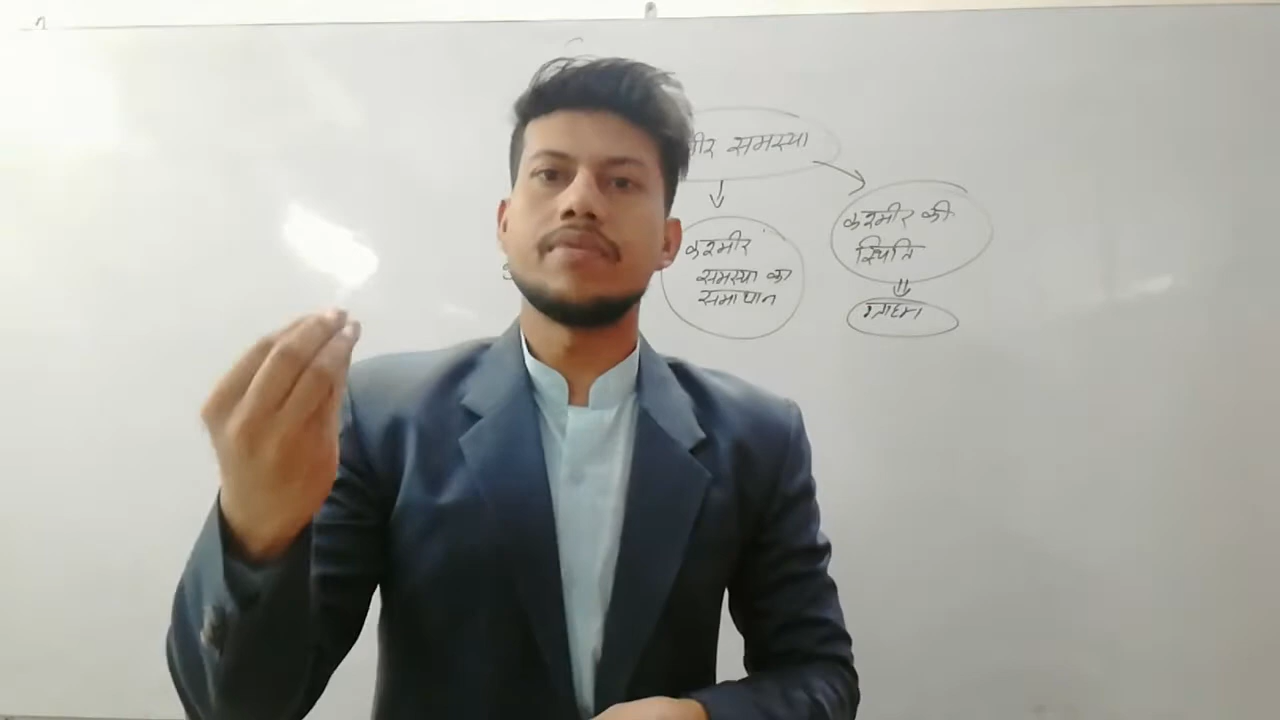 समस्या
कश्मीर
समस्या का
समाधान
कश्मीर की
स्थिति